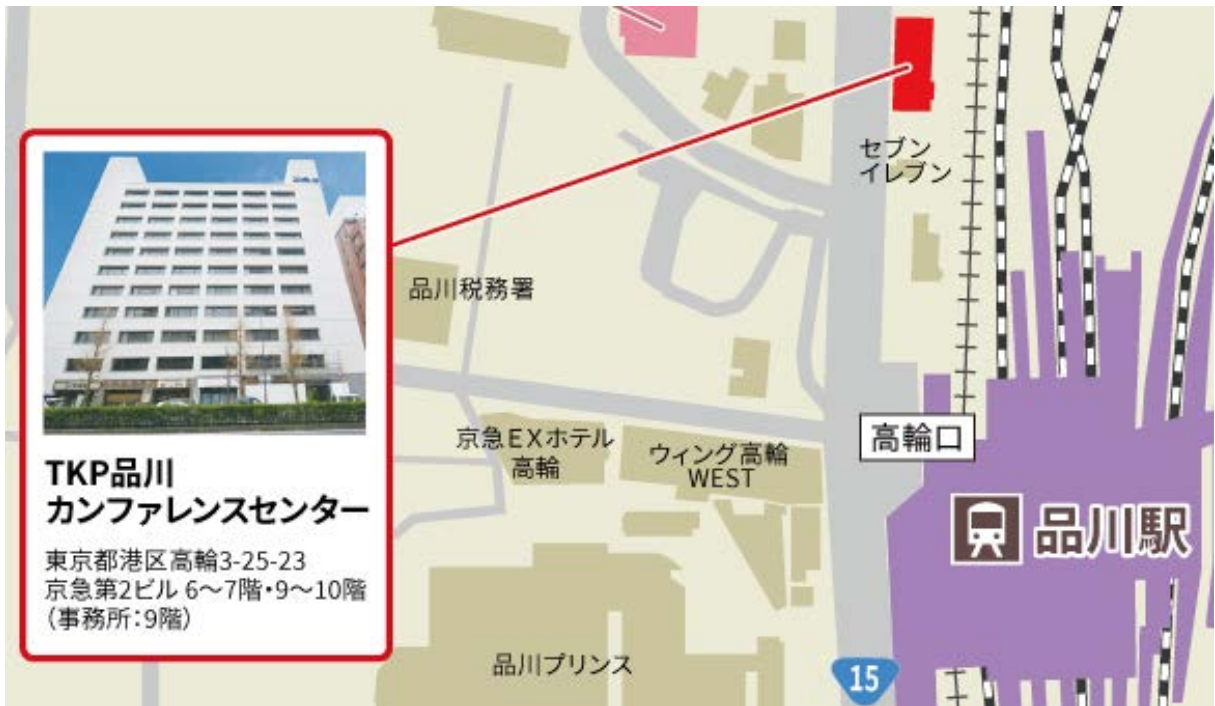 セブン
イレブン
品川税務署
高輪口
京急EXホテル
高輪
ウィング高輪
WEST
品川駅
TKP品川
カンファレンスセンター
東京都港区高輪3-25-23
京急第2ビル 6～7階・9～10階
（事務所：9階）
品川プリンス
15